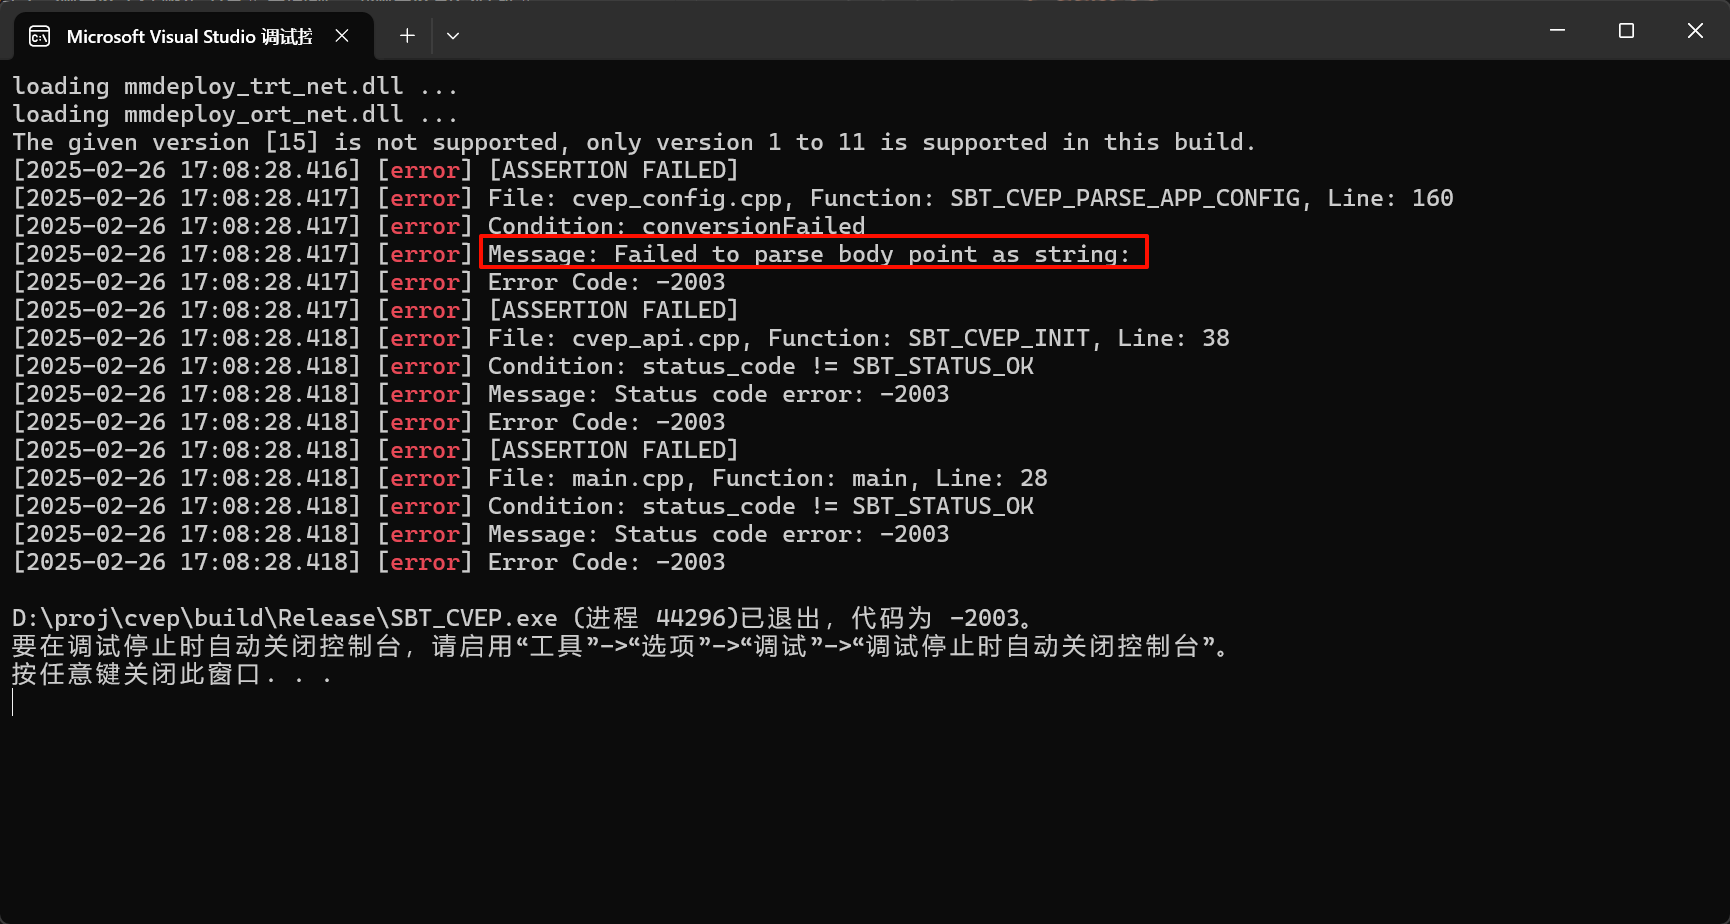 Microsoft Visual Studio 调试控
loading mmdeploy_trt_net.dll ...
loading mmdeploy_ort_net.dll ...
The given version [15] is not supported, only version 1 to 11 is supported in this build.
[2025-02-26 17:08:28.416] [error] [ASSERTION FAILED]
[2025-02-26 17:08:28.417] [error] File: cvep_config.cpp, Function: SBT_CVEP_PARSE_APP_CONFIG, Line: 160
[2025-02-26 17:08:28.417] [error] Condition: conversionFailed
[2025-02-26 17:08:28.417] [error] Message: Failed to parse body point as string:
[2025-02-26 17:08:28.417] [error] Error Code: -2003
[2025-02-26 17:08:28.417] [error] [ASSERTION FAILED]
[2025-02-26 17:08:28.418] [error] File: cvep_api.cpp, Function: SBT_CVEP_INIT, Line: 38
[2025-02-26 17:08:28.418] [error] Condition: status_code != SBT_STATUS_OK
[2025-02-26 17:08:28.418] [error] Message: Status code error: -2003
[2025-02-26 17:08:28.418] [error] Error Code: -2003
[2025-02-26 17:08:28.418] [error] [ASSERTION FAILED]
[2025-02-26 17:08:28.418] [error] File: main.cpp, Function: main, Line: 28
[2025-02-26 17:08:28.418] [error] Condition: status_code != SBT_STATUS_OK
[2025-02-26 17:08:28.418] [error] Message: Status code error: -2003
[2025-02-26 17:08:28.418] [error] Error Code: -2003
D:\proj\cvep\build\Release\SBT_CVEP.exe (进程 44296)已退出，代码为 -2003。
要在调试停止时自动关闭控制台，请启用“工具”->“选项”->“调试”->“调试停止时自动关闭控制台”。
按任意键关闭此窗口. . .